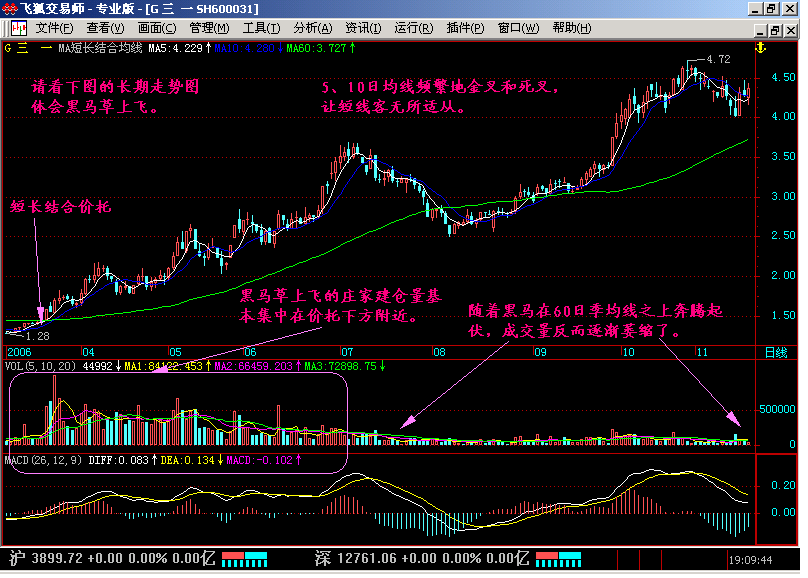 飞狐交易师 - 专业版 - [G 三  一 SH600031]
文件(F) 查看(V) 画面(C) 管理(M) 工具(T) 分析(A) 资讯(I) 运行(R) 插件(P) 窗口(W) 帮助(H)
G 三  一 MA短长结合均线 MA5:4.229↑MA10:4.280↓MA60:3.727↑
请看下图的长期走势图
体会黑马草上飞。
5、10日均线频繁地金叉和死叉，
让短线客无所适从。
4.72
4.50
4.00
3.50
3.00
2.50
2.00
1.50
短长结合价托
黑马草上飞的庄家建仓量基
本集中在价托下方附近。
随着黑马在60日季均线之上奔腾起
伏，成交量反而逐渐萎缩了。
1.28
2006 04 05 06 07 08 09 10 11 日线
VOL(5,10,20) 44992↓MA1:84122.453↑MA2:66459.203↑MA3:72898.75↓
500000
0
MACD(26,12,9) DIFF:0.083↑DEA:0.134↓MACD:-0.102↑
0.20
0.00
沪 3899.72 +0.00 0.00% 0.00亿 深 12761.06 +0.00 0.00% 0.00亿 19:09:44